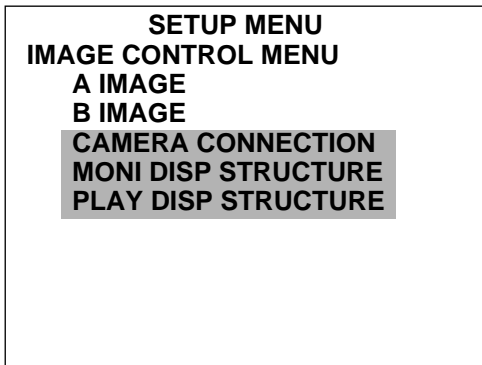 SETUP MENU
IMAGE CONTROL MENU
A IMAGE
B IMAGE
CAMERA CONNECTION
MONI DISP STRUCTURE
PLAY DISP STRUCTURE